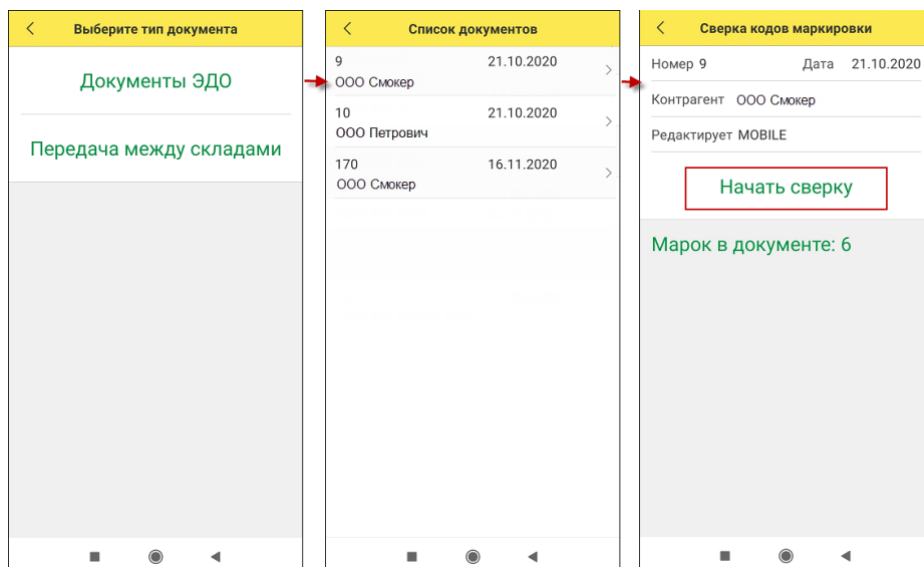 Выберите тип документа
Документы ЭДО
Передача между складами
Список документов
9 21.10.2020
ООО Смокер
10 21.10.2020
ООО Петрович
170 16.11.2020
ООО Смокер
Сверка кодов маркировки
Номер 9 Дата 21.10.2020
Контрагент ООО Смокер
Редактирует MOBILE
Начать сверку
Марок в документе: 6